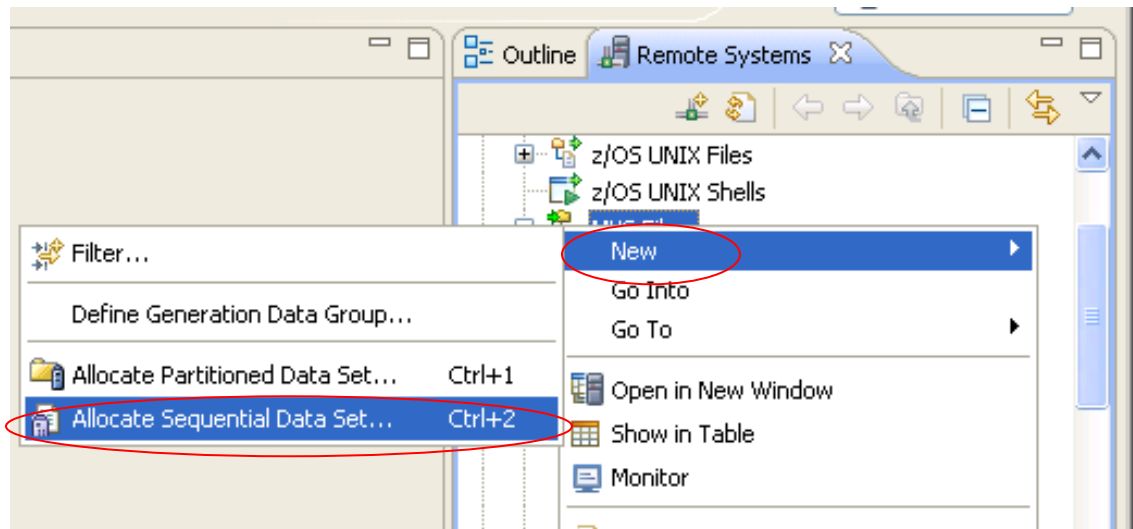 Outline Remote Systems
z/OS UNIX Files
z/OS UNIX Shells
MVS Files
New
Go Into
Go To
Open in New Window
Show in Table
Monitor
Filter...
Define Generation Data Group...
Allocate Partitioned Data Set... Ctrl+1
Allocate Sequential Data Set... Ctrl+2